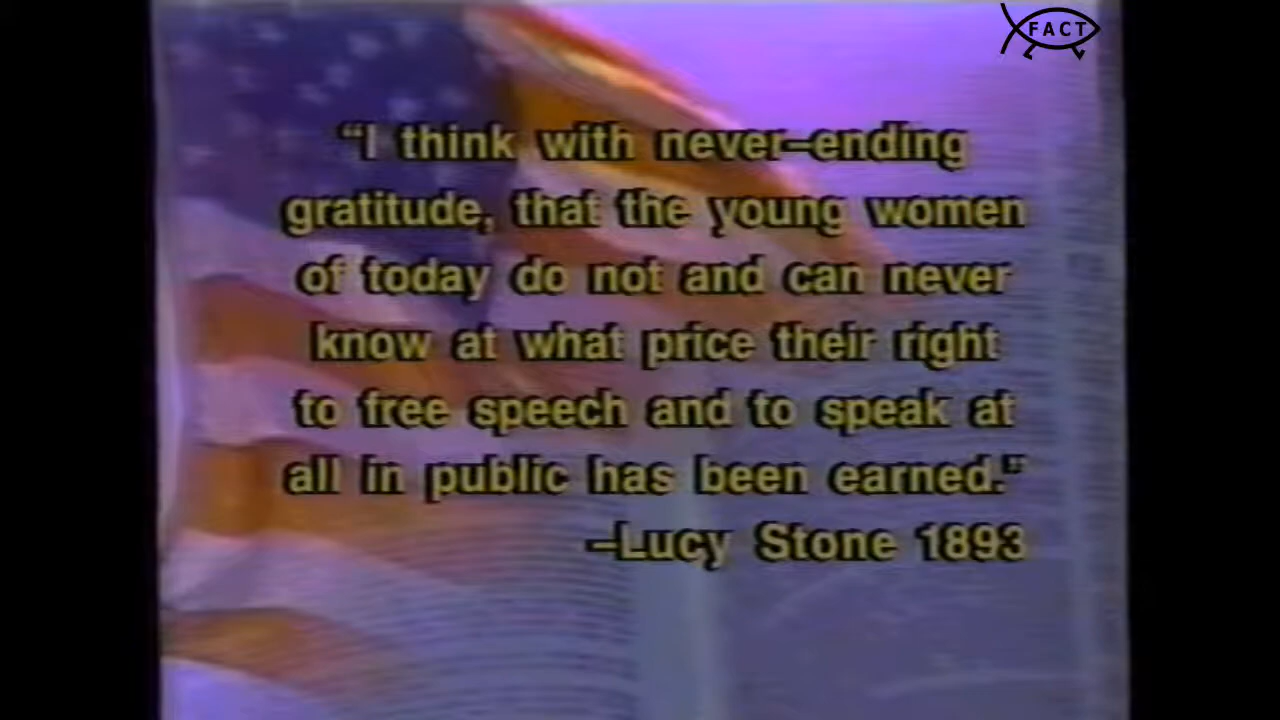 FACT
“I think with never–ending
gratitude, that the young women
of today do not and can never
know at what price their right
to free speech and to speak at
all in public has been earned.”
–Lucy Stone 1893